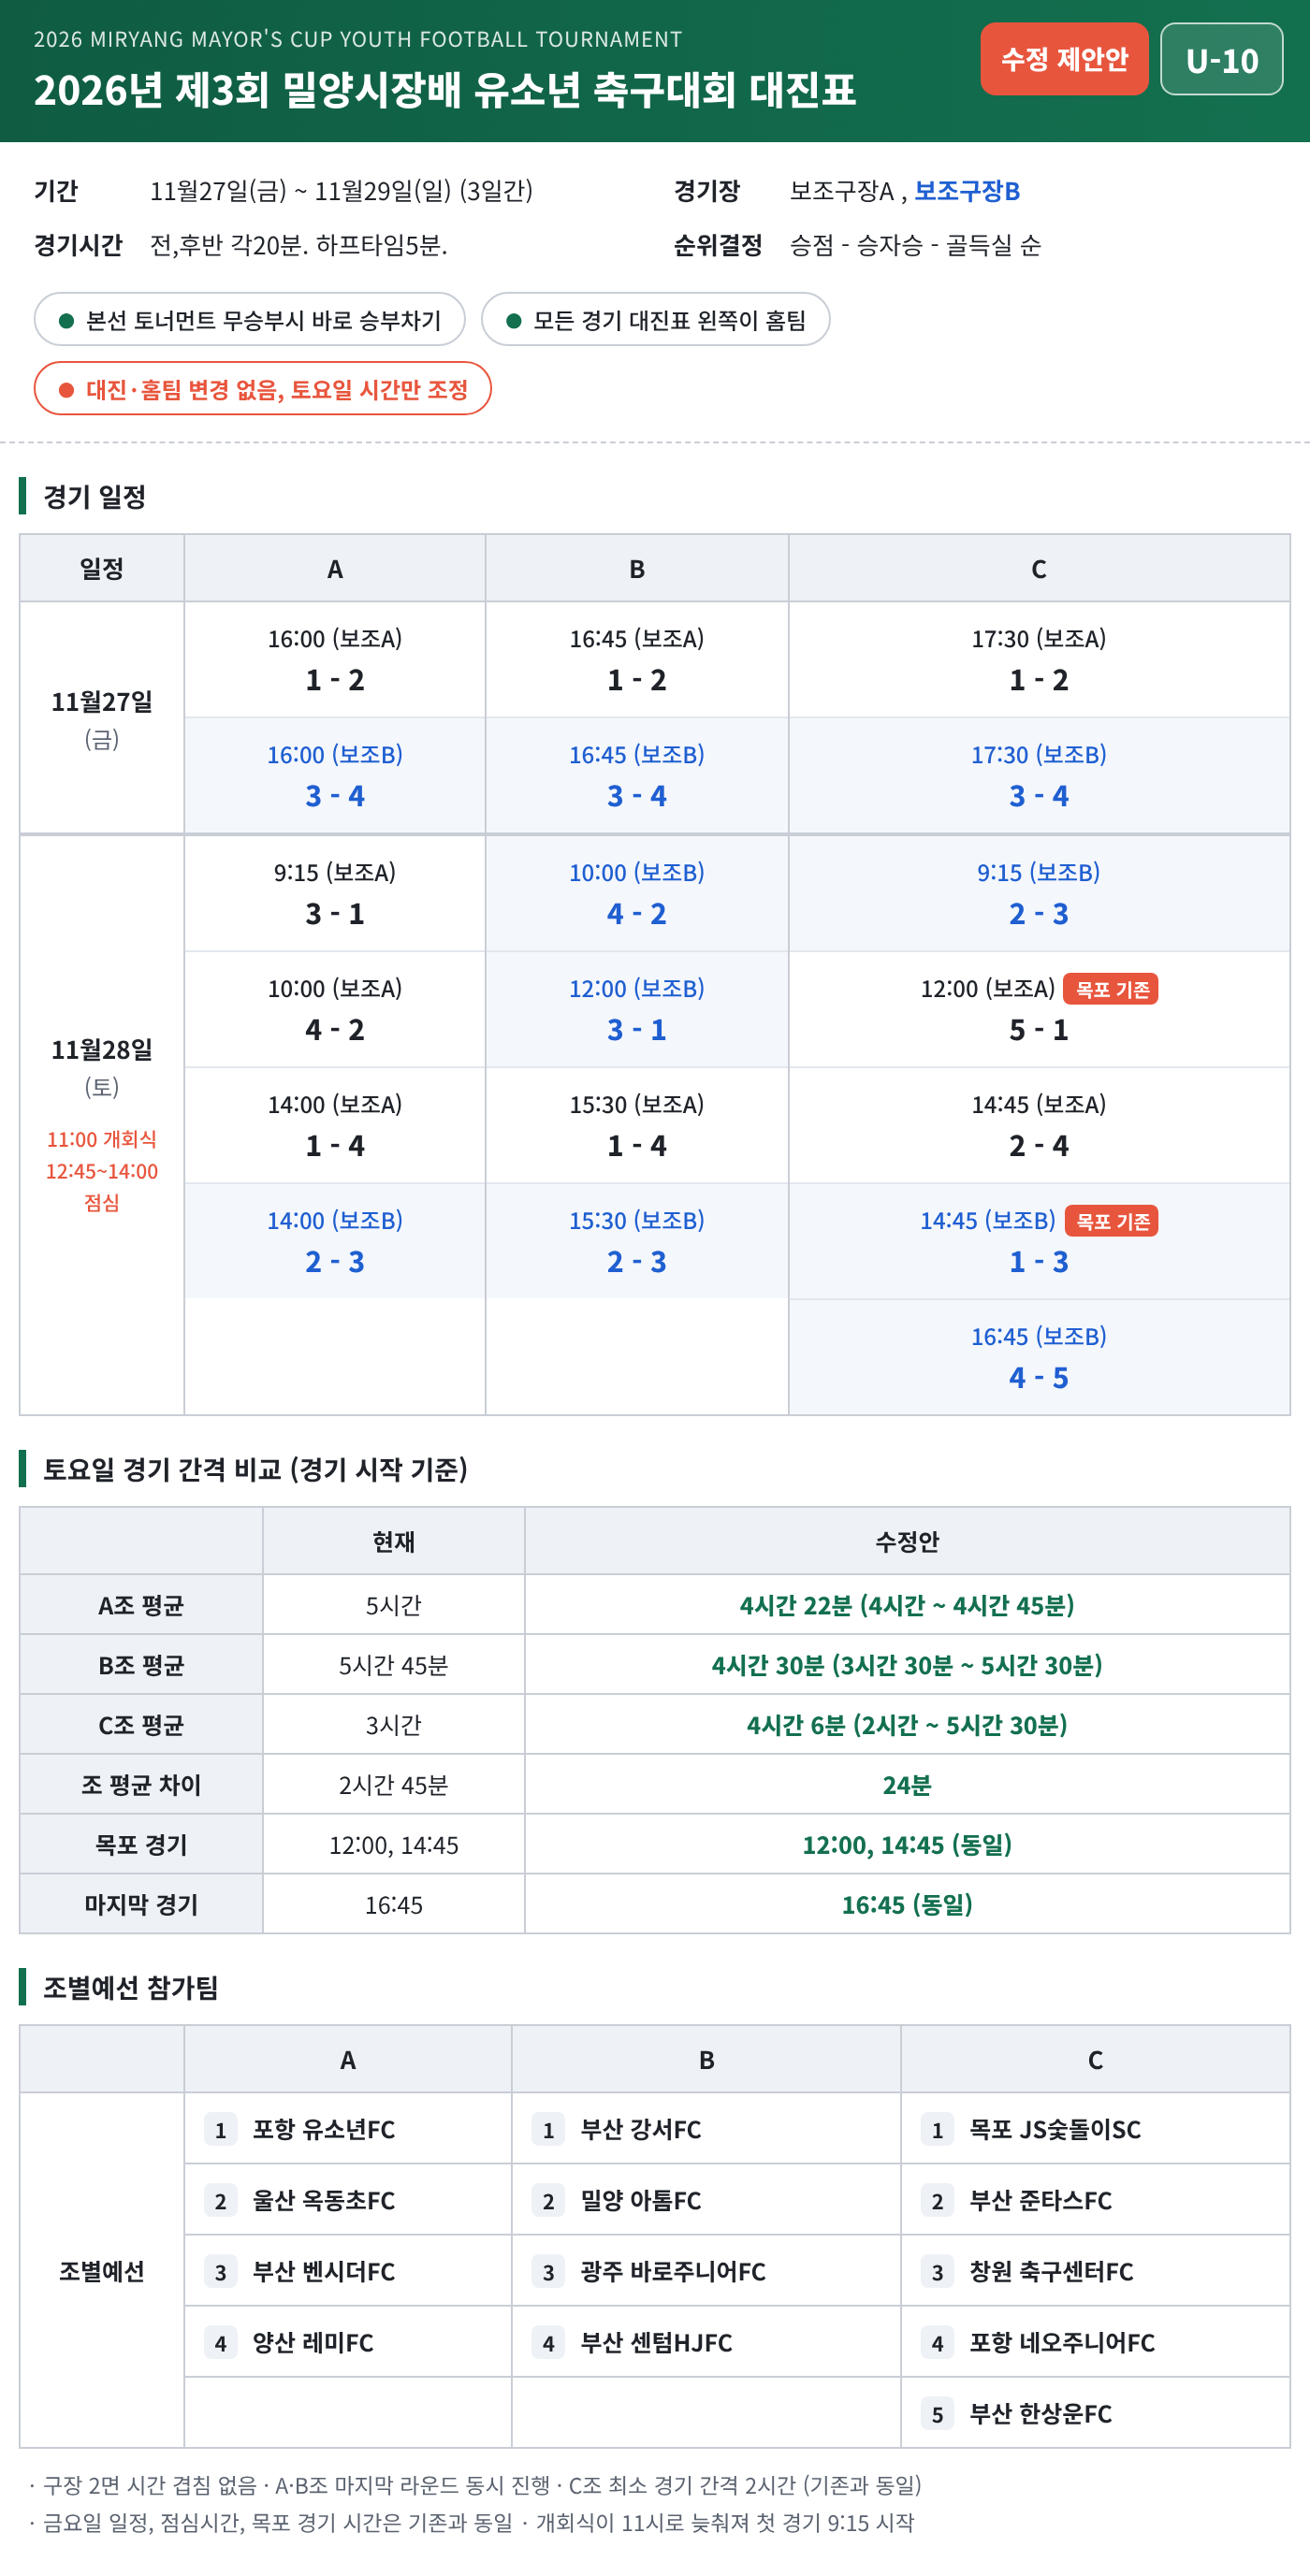 2026 MIRYANG MAYOR'S CUP YOUTH FOOTBALL TOURNAMENT
2026년 제3회 밀양시장배 유소년 축구대회 대진표
수정 제안안
U-10
기간 11월27일(금) ~ 11월29일(일) (3일간)
경기장 보조구장A , 보조구장B
경기시간 전,후반 각20분. 하프타임5분.
순위결정 승점 - 승자승 - 골득실 순
본선 토너먼트 무승부시 바로 승부차기
모든 경기 대진표 왼쪽이 홈팀
대진·홈팀 변경 없음, 토요일 시간만 조정
경기 일정
일정 A B C
11월27일
(금)
16:00 (보조A) 16:45 (보조A) 17:30 (보조A)
1 - 2 1 - 2 1 - 2
16:00 (보조B) 16:45 (보조B) 17:30 (보조B)
3 - 4 3 - 4 3 - 4
11월28일
(토)
11:00 개회식
12:45~14:00
점심
9:15 (보조A) 10:00 (보조B) 9:15 (보조B)
3 - 1 4 - 2 2 - 3
10:00 (보조A) 12:00 (보조B) 12:00 (보조A) 목포 기존
4 - 2 3 - 1 5 - 1
14:00 (보조A) 15:30 (보조A) 14:45 (보조A)
1 - 4 1 - 4 2 - 4
14:00 (보조B) 15:30 (보조B) 14:45 (보조B) 목포 기존
2 - 3 2 - 3 1 - 3
16:45 (보조B)
4 - 5
토요일 경기 간격 비교 (경기 시작 기준)
현재 수정안
A조 평균 5시간 4시간 22분 (4시간 ~ 4시간 45분)
B조 평균 5시간 45분 4시간 30분 (3시간 30분 ~ 5시간 30분)
C조 평균 3시간 4시간 6분 (2시간 ~ 5시간 30분)
조 평균 차이 2시간 45분 24분
목포 경기 12:00, 14:45 12:00, 14:45 (동일)
마지막 경기 16:45 16:45 (동일)
조별예선 참가팀
A B C
조별예선
1 포항 유소년FC 1 부산 강서FC 1 목포 JS숯돌이SC
2 울산 옥동초FC 2 밀양 아톰FC 2 부산 준타스FC
3 부산 벤시더FC 3 광주 바로주니어FC 3 창원 축구센터FC
4 양산 레미FC 4 부산 센텀HJFC 4 포항 네오주니어FC
5 부산 한상운FC
· 구장 2면 시간 겹침 없음 · A·B조 마지막 라운드 동시 진행 · C조 최소 경기 간격 2시간 (기존과 동일)
· 금요일 일정, 점심시간, 목포 경기 시간은 기존과 동일 · 개회식이 11시로 늦춰져 첫 경기 9:15 시작